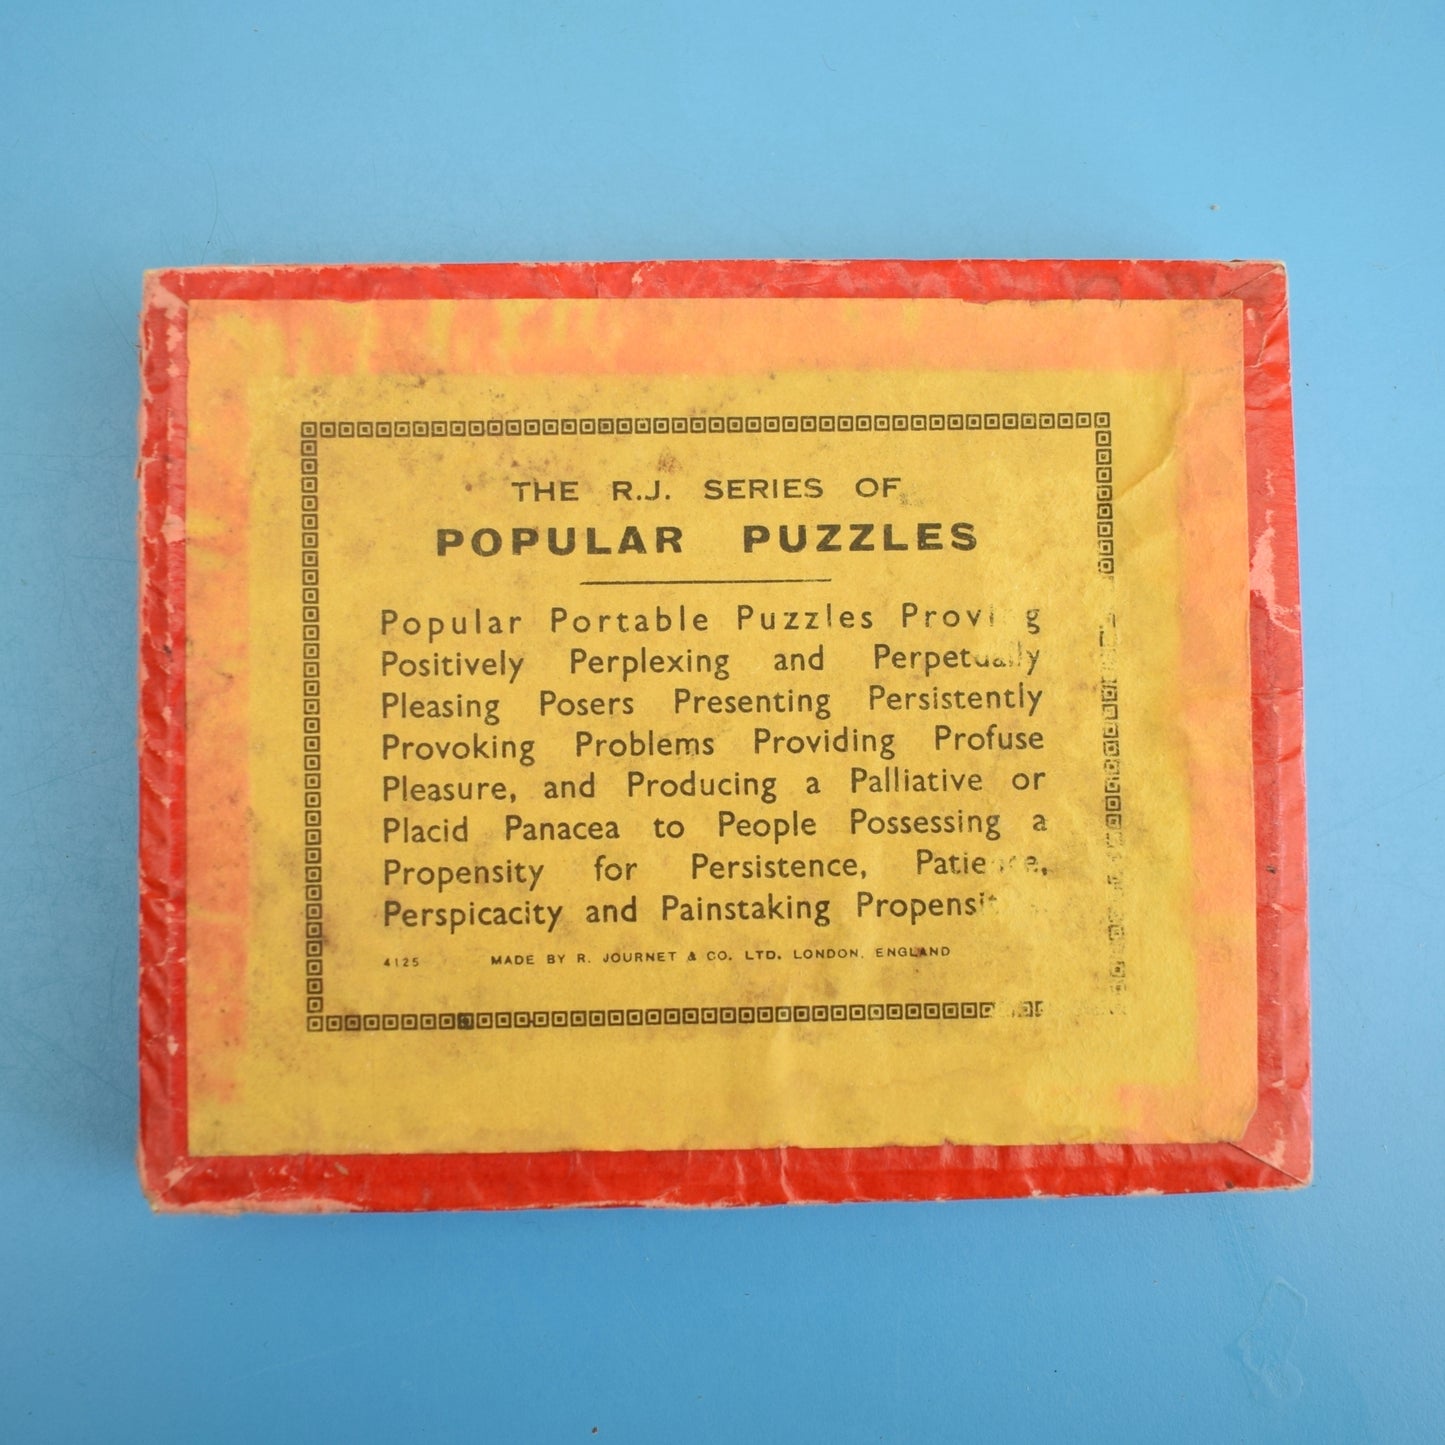 THE R.J. SERIES OF
POPULAR PUZZLES
Popular Portable Puzzles Proving
Positively Perplexing and Perpetually
Pleasing Posers Presenting Persistently
Provoking Problems Providing Profuse
Pleasure, and Producing a Palliative or
Placid Panacea to People Possessing a
Propensity for Persistence, Patience,
Perspicacity and Painstaking
4125 MADE BY R. JOURNET & CO. LTD. LONDON. ENGLAND